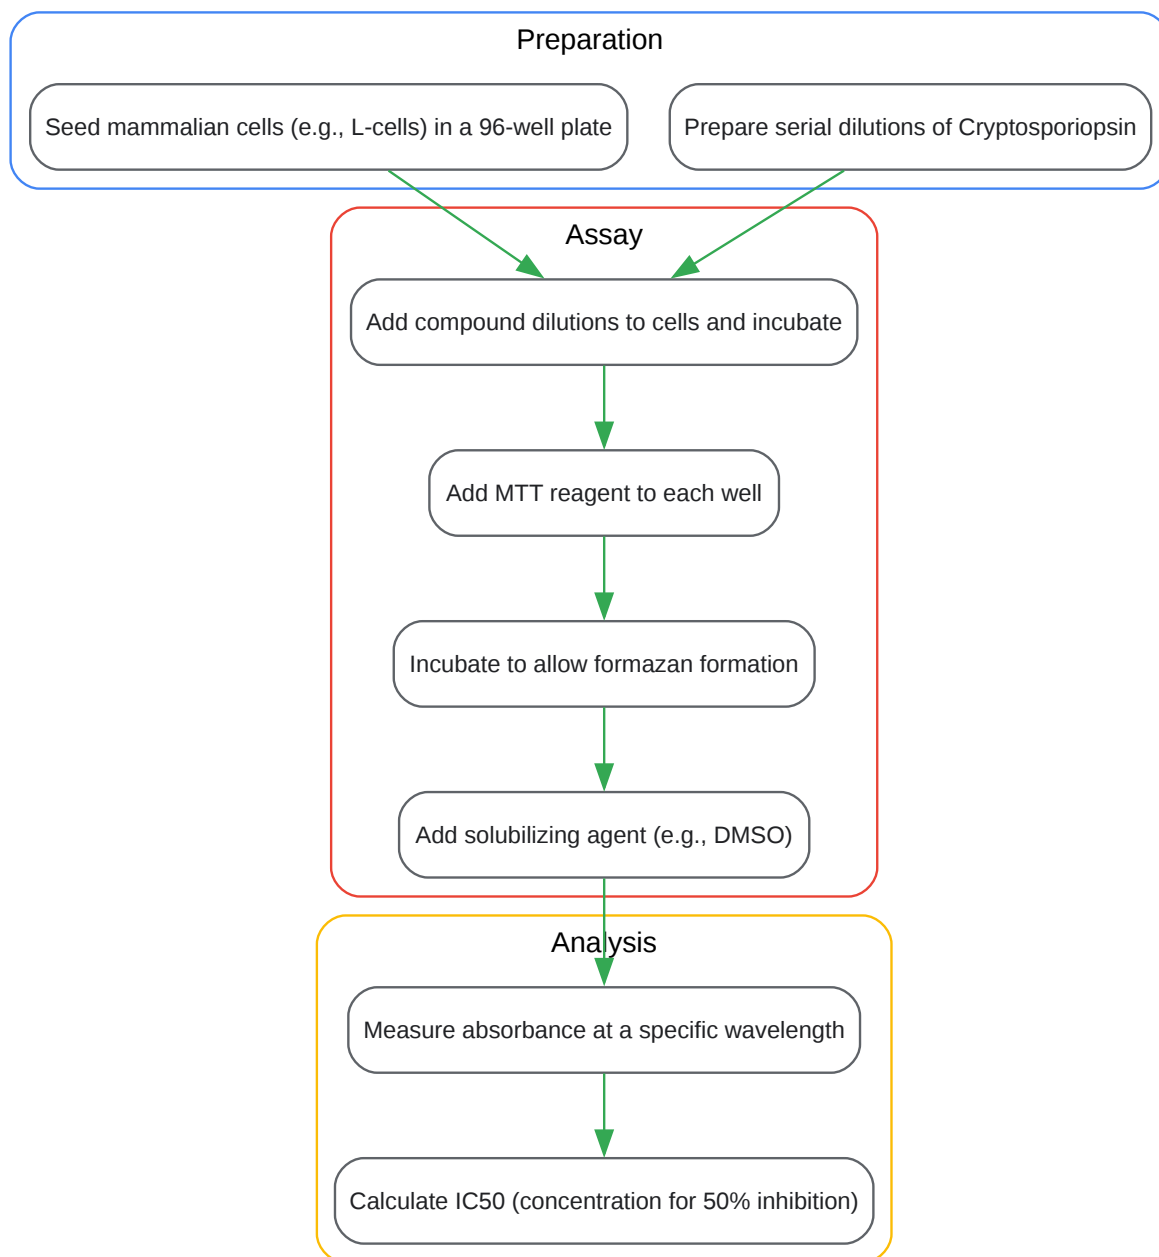 Preparation
Seed mammalian cells (e.g., L-cells) in a 96-well plate
Prepare serial dilutions of Cryptosporiopsin
Assay
Add compound dilutions to cells and incubate
Add MTT reagent to each well
Incubate to allow formazan formation
Add solubilizing agent (e.g., DMSO)
Analysis
Measure absorbance at a specific wavelength
Calculate IC50 (concentration for 50% inhibition)